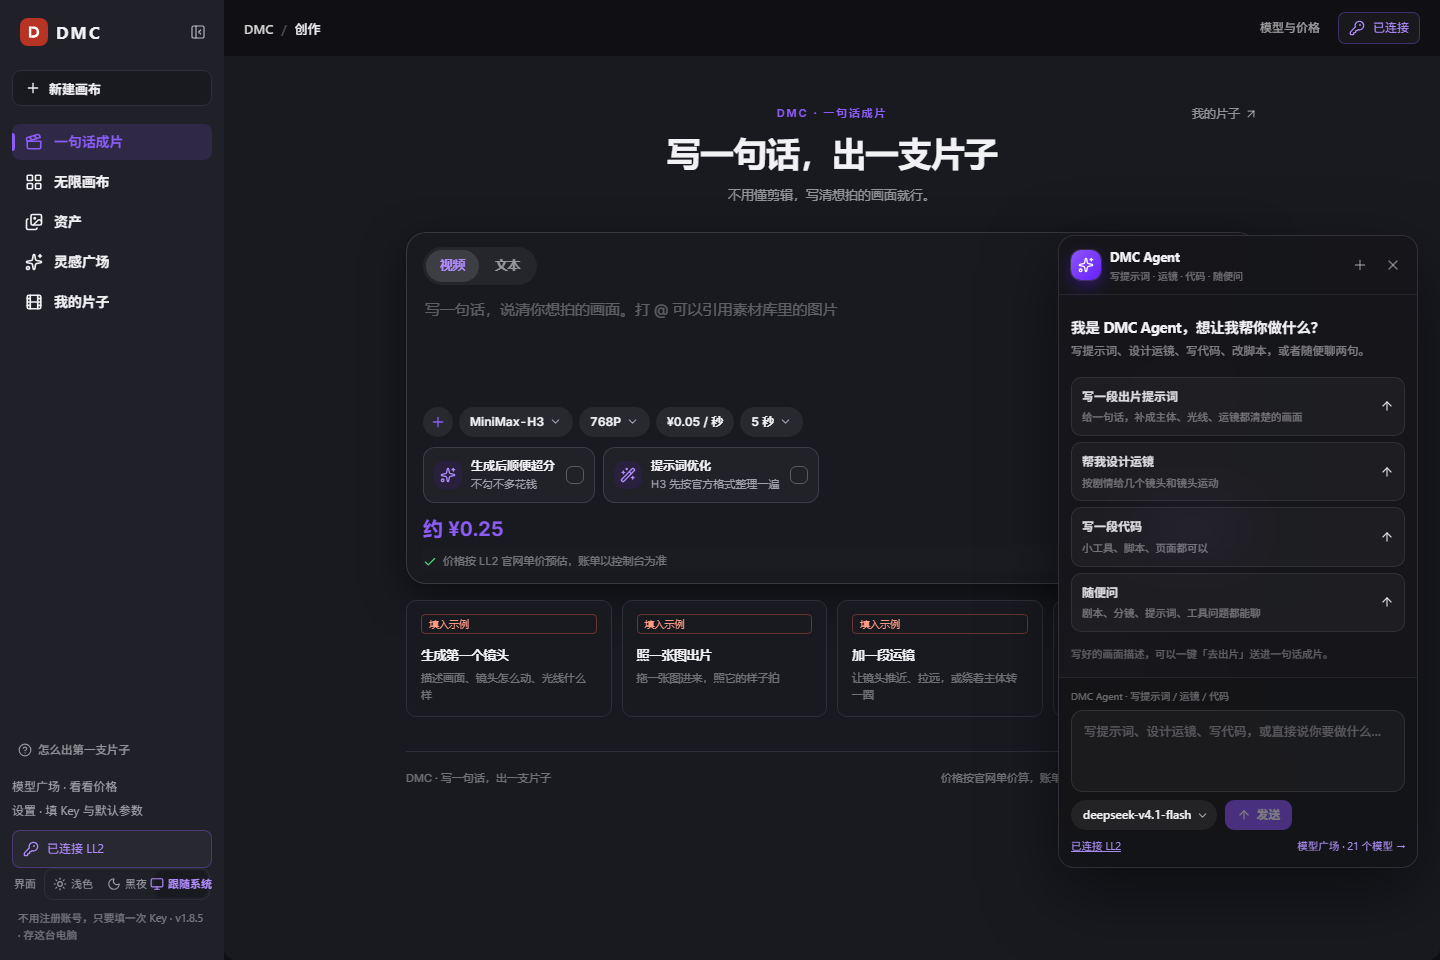 D DMC
新建画布
一句话成片
无限画布
资产
灵感广场
我的片子
怎么出第一支片子
模型广场 · 看看价格
设置 · 填 Key 与默认参数
已连接 LL2
界面 浅色 黑夜 跟随系统
不用注册账号，只要填一次 Key · v1.8.5
· 存这台电脑
DMC / 创作
模型与价格
已连接
DMC · 一句话成片
我的片子
写一句话，出一支片子
不用懂剪辑，写清想拍的画面就行。
视频 文本
写一句话，说清你想拍的画面。打 @ 可以引用素材库里的图片
MiniMax-H3 768P ¥0.05 / 秒 5 秒
生成后顺便超分
不勾不多花钱
提示词优化
H3 先按官方格式整理一遍
约 ¥0.25
价格按 LL2 官网单价预估，账单以控制台为准
填入示例
生成第一个镜头
描述画面、镜头怎么动、光线什么
样
填入示例
照一张图出片
拖一张图进来，照它的样子拍
填入示例
加一段运镜
让镜头推近、拉远，或绕着主体转
一圈
DMC · 写一句话，出一支片子
价格按官网单价算，账单
DMC Agent
写提示词 · 运镜 · 代码 · 随便问
我是 DMC Agent，想让我帮你做什么？
写提示词、设计运镜、写代码、改脚本，或者随便聊两句。
写一段出片提示词
给一句话，补成主体、光线、运镜都清楚的画面
帮我设计运镜
按剧情给几个镜头和镜头运动
写一段代码
小工具、脚本、页面都可以
随便问
剧本、分镜、提示词、工具问题都能聊
写好的画面描述，可以一键「去出片」送进一句话成片。
DMC Agent · 写提示词 / 运镜 / 代码
写提示词、设计运镜、写代码，或直接说你要做什么...
deepseek-v4.1-flash 发送
已连接 LL2
模型广场 · 21 个模型 →